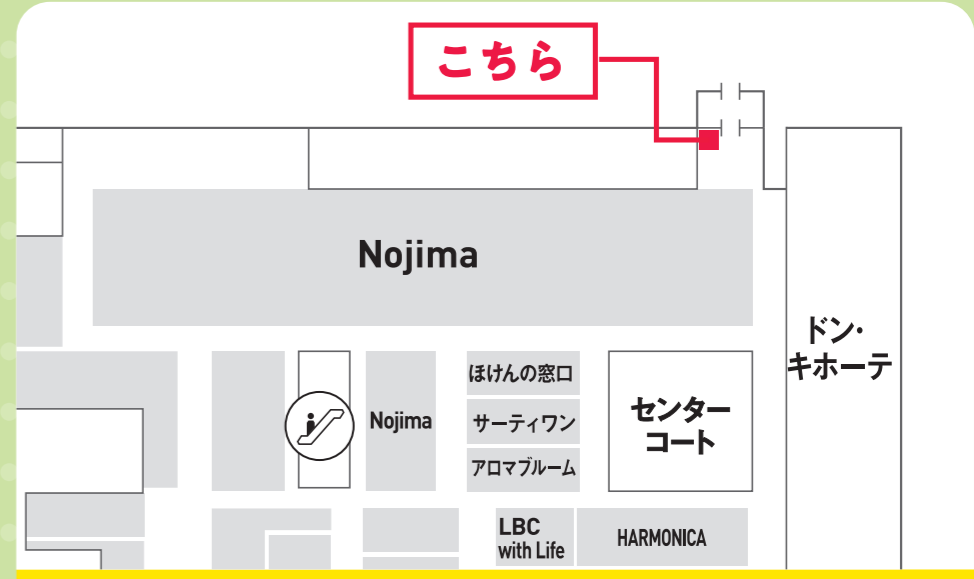 こちら
Nojima
ドン・
キホーテ
ほけんの窓口
Nojima
サーティワン
アロマブルーム
センター
コート
LBC
with Life
HARMONICA